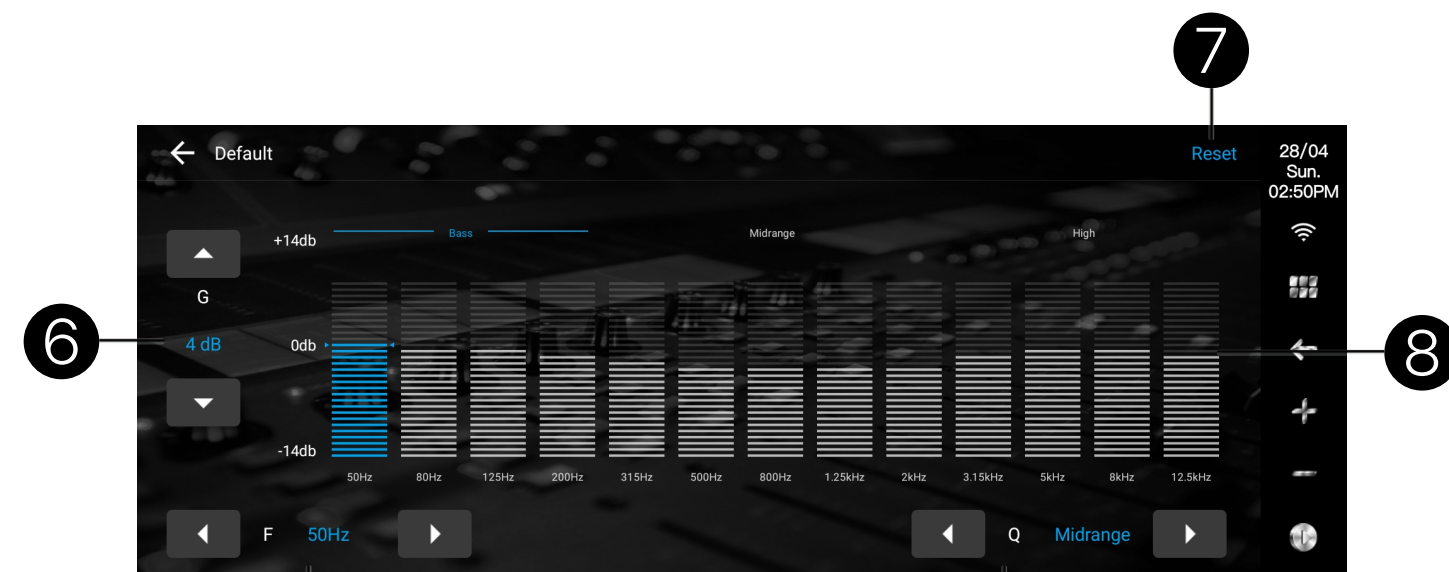 7
Default
Reset
28/04
Sun.
02:50PM
+14db
Bass
Midrange
High
G
6
4 dB
0db
8
-14db
50Hz 80Hz 125Hz 200Hz 315Hz 500Hz 800Hz 1.25kHz 2kHz 3.15kHz 5kHz 8kHz 12.5kHz
F 50Hz
Q Midrange